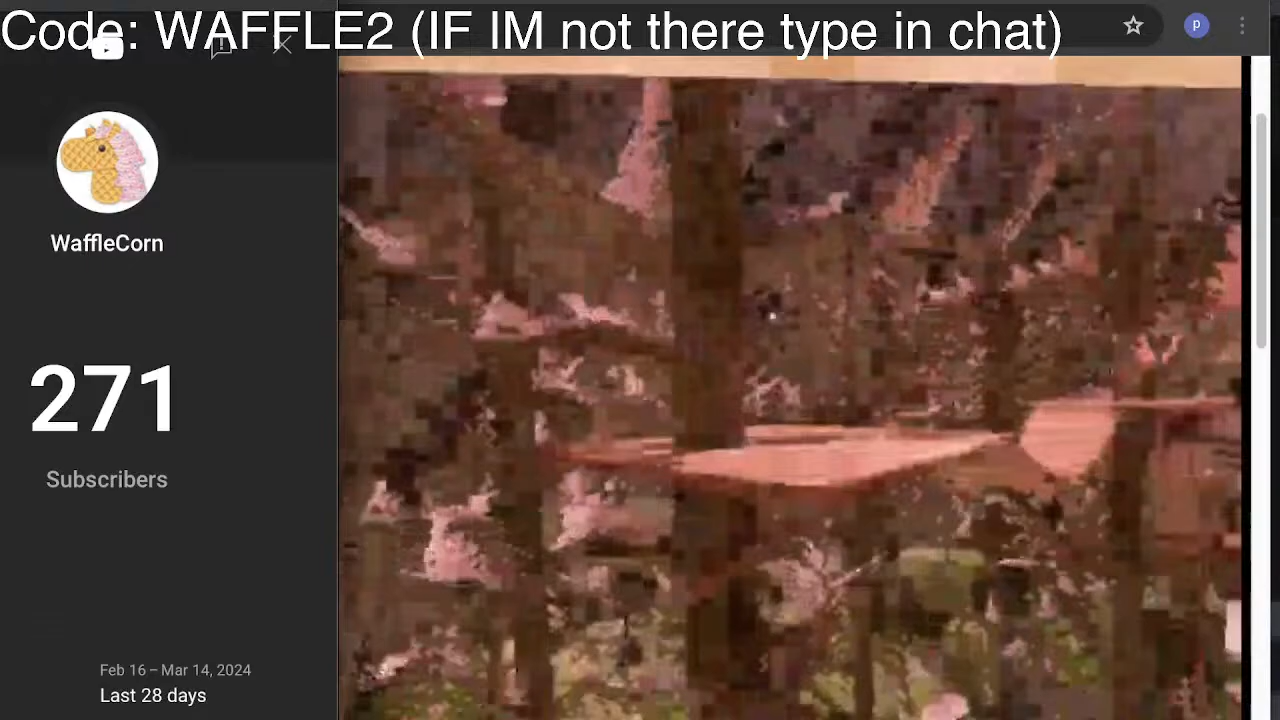 Code: WAFFLE2 (IF IM not there type in chat)
p
WaffleCorn
271
Subscribers
Feb 16 – Mar 14, 2024
Last 28 days